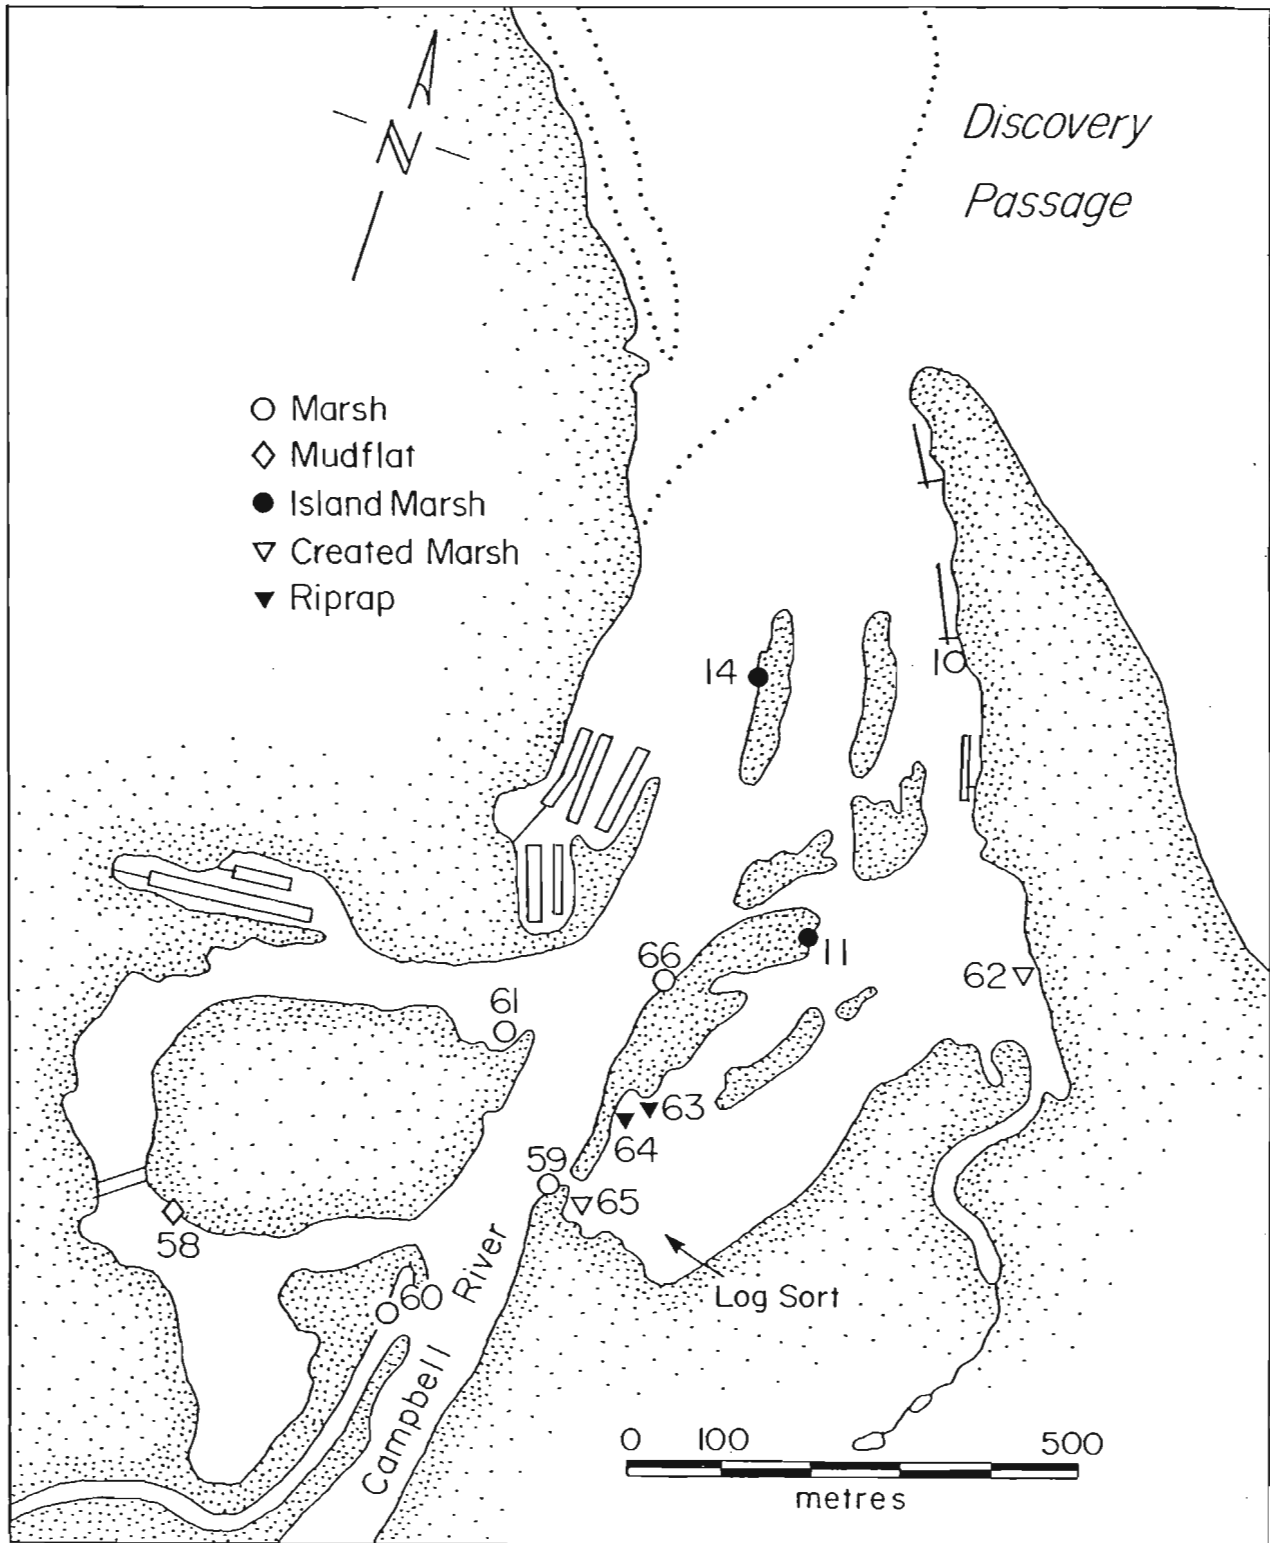 Discovery
Passage
N
Marsh
Mudflat
Island Marsh
Created Marsh
Riprap
14
10
11
66
62
61
63
64
59
65
58
60
Campbell River
Log Sort
0 100 500
metres